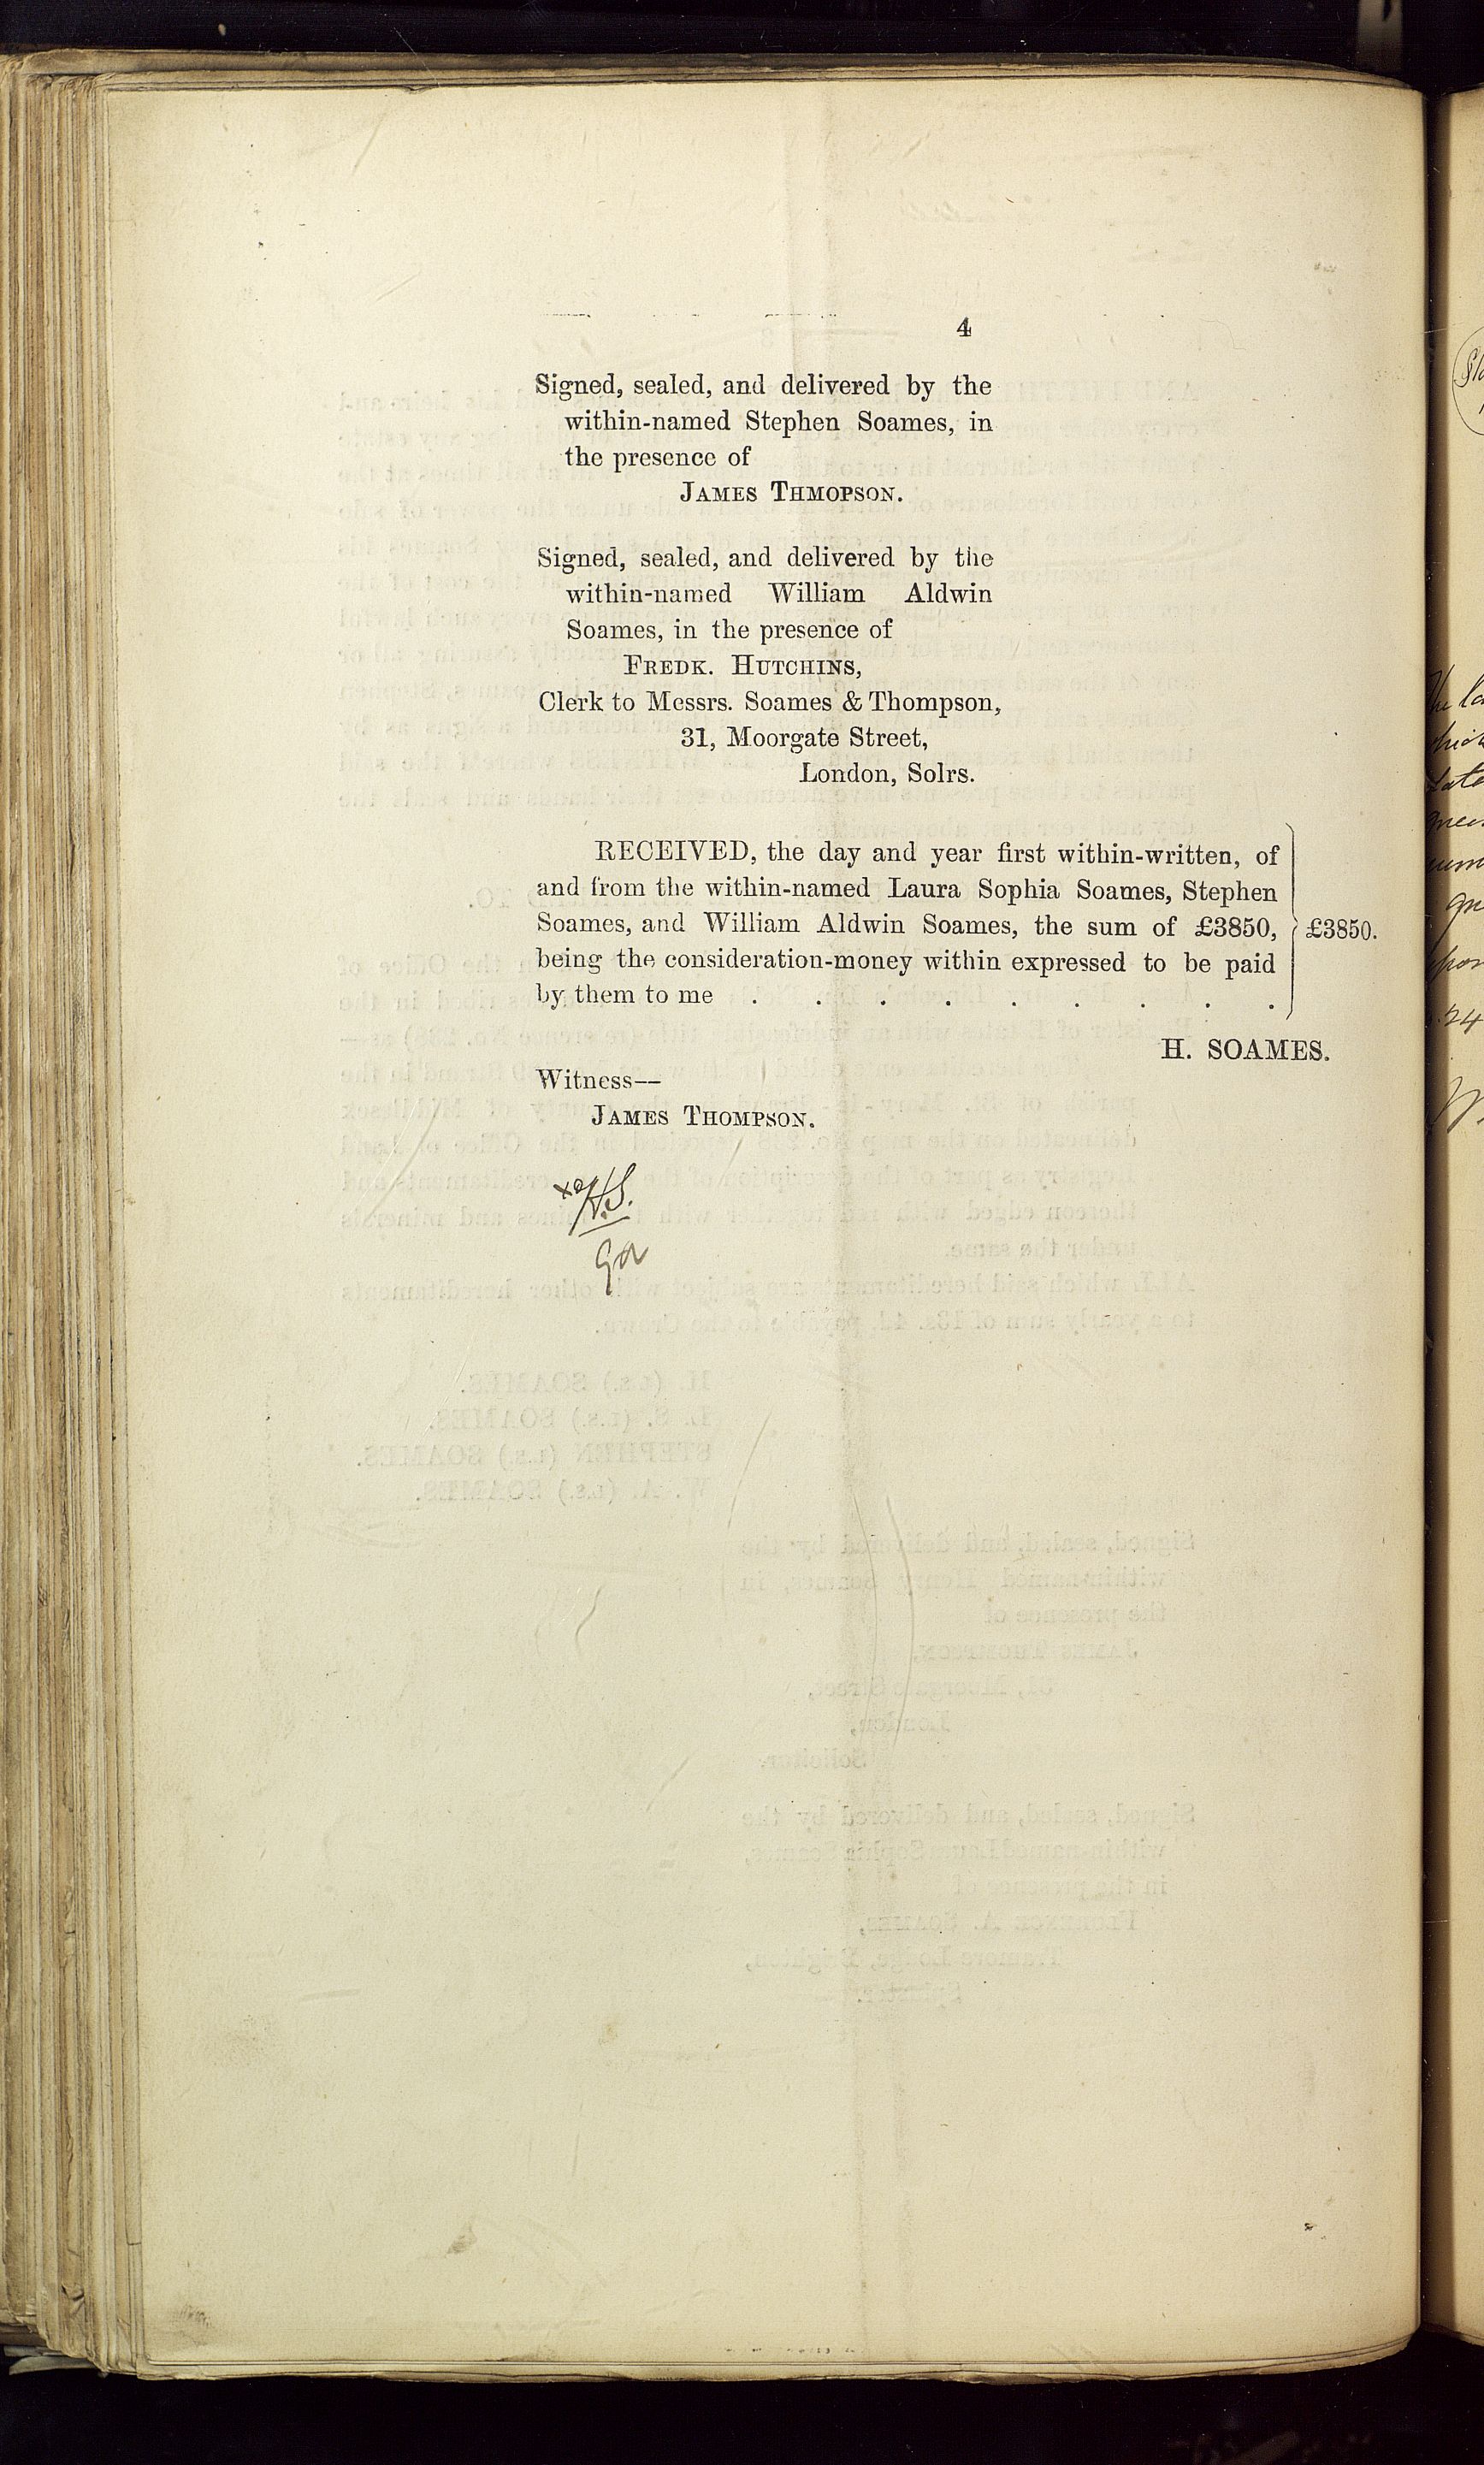 4
Signed, sealed, and delivered by the
within-named Stephen Soames, in
the presence of
JAMES THMOPSON.
Signed, sealed, and delivered by the
within-named William Aldwin
Soames, in the presence of
FREDK. HUTCHINS,
Clerk to Messrs. Soames & Thompson,
31, Moorgate Street,
London, Solrs.
RECEIVED, the day and year first within-written, of
and from the within-named Laura Sophia Soames, Stephen
Soames, and William Aldwin Soames, the sum of £3850, £3850.
being the consideration-money within expressed to be paid
by them to me . . . . . . . . .
H. SOAMES.
Witness—
JAMES THOMPSON.
H.S.